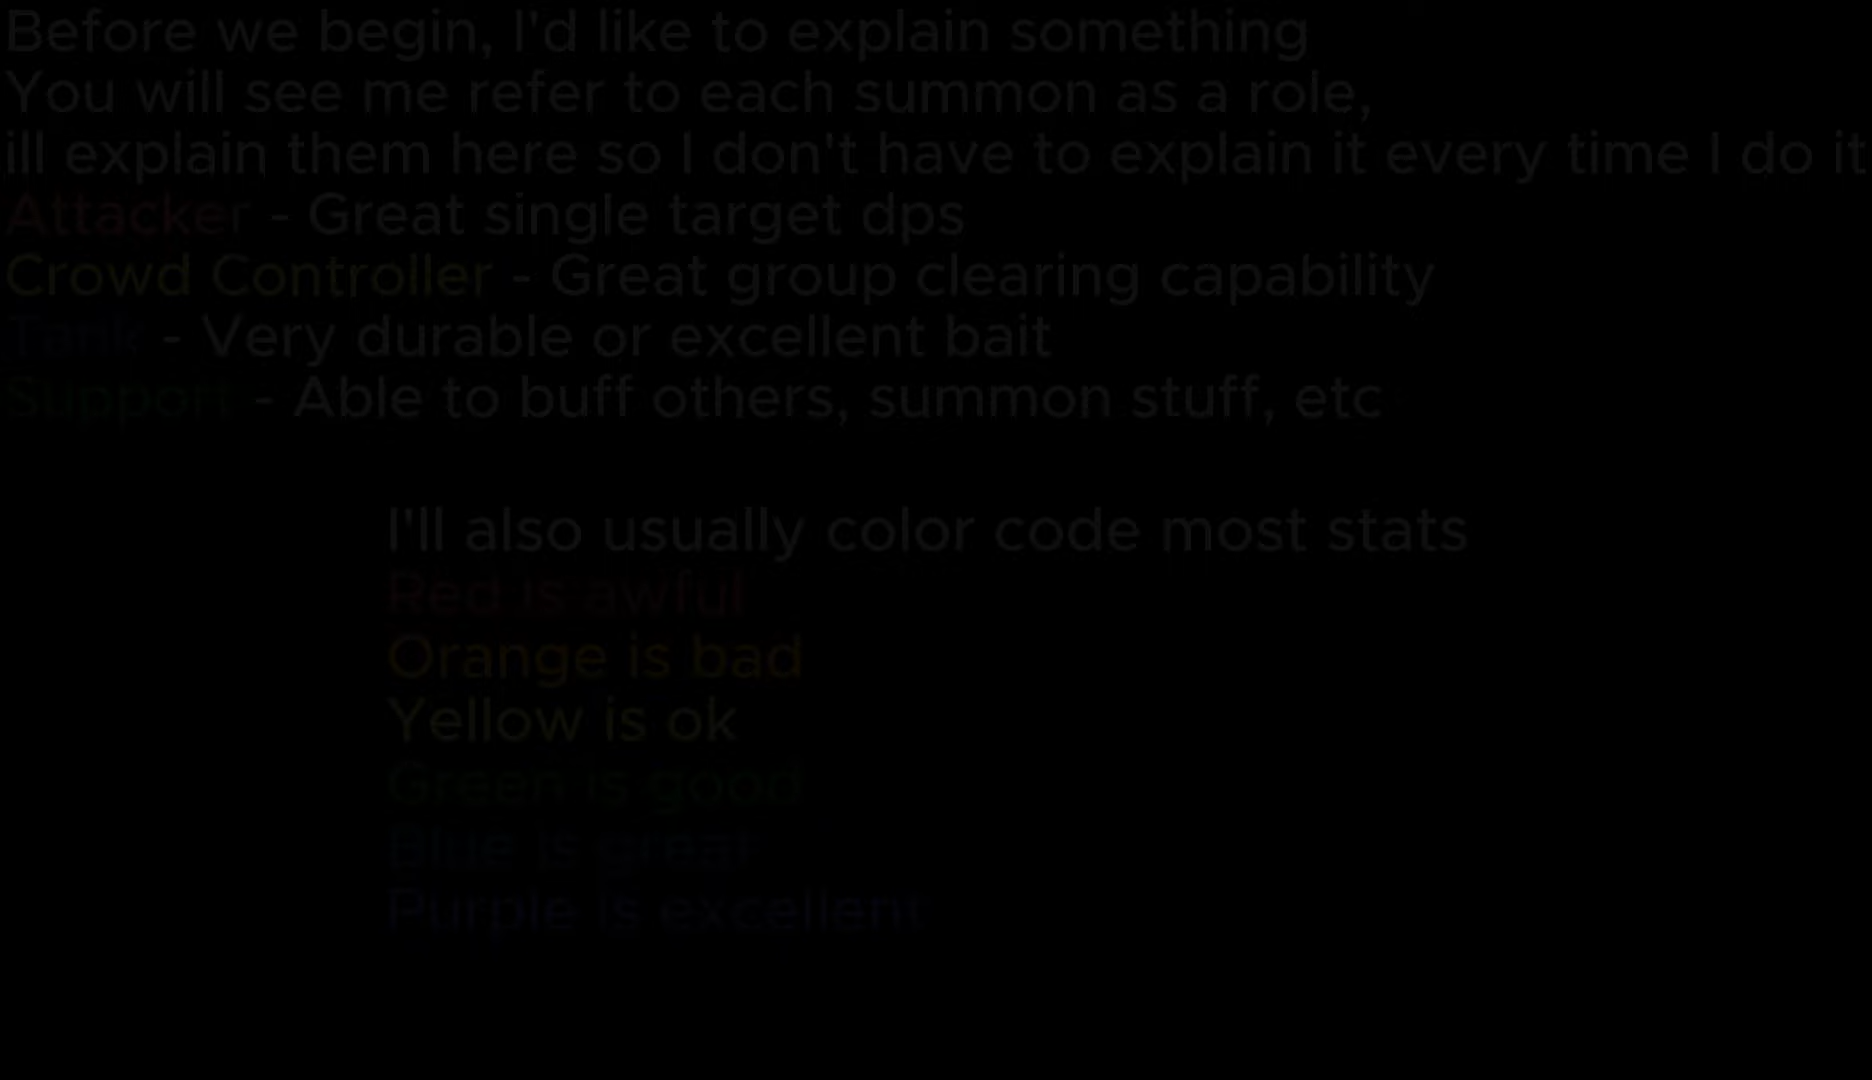 Before we begin, I'd like to explain something
You will see me refer to each summon as a role,
ill explain them here so I don't have to explain it every time I do it
Attacker - Great single target dps
Crowd Controller - Great group clearing capability
Tank - Very durable or excellent bait
Support - Able to buff others, summon stuff, etc
I'll also usually color code most stats
Red is awful
Orange is bad
Yellow is ok
Green is good
Blue is great
Purple is excellent